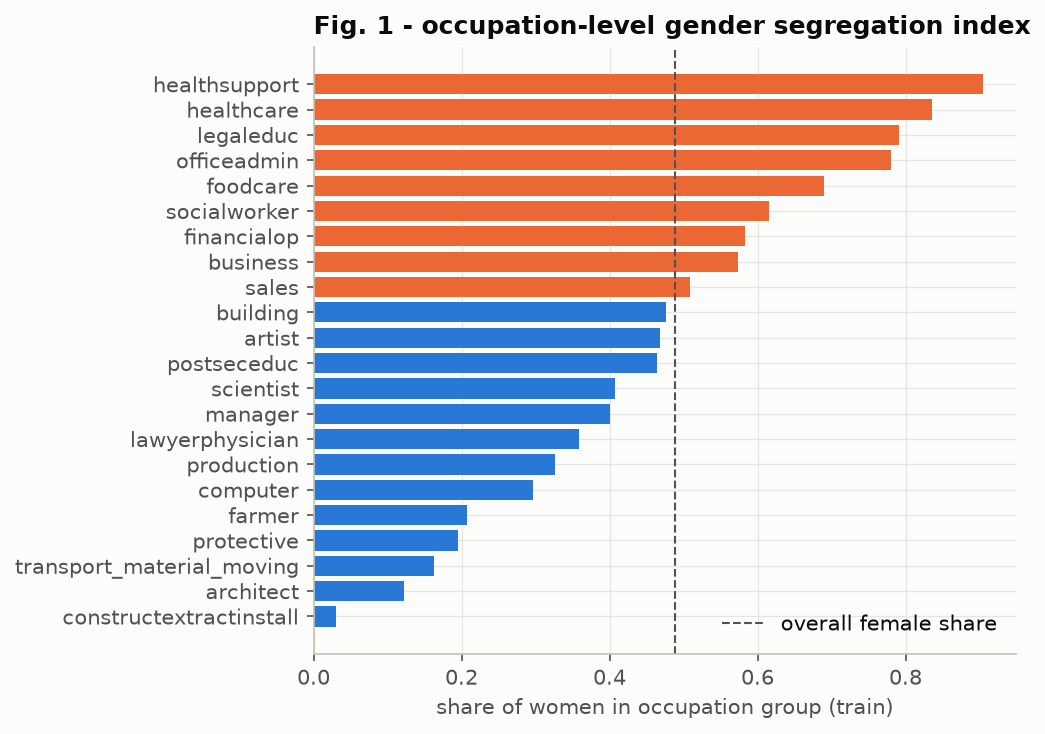 Fig. 1 - occupation-level gender segregation index
healthsupport
healthcare
legaleduc
officeadmin
foodcare
socialworker
financialop
business
sales
building
artist
postseceduc
scientist
manager
lawyerphysician
production
computer
farmer
protective
transport_material_moving
architect
constructextractinstall
overall female share
0.0 0.2 0.4 0.6 0.8
share of women in occupation group (train)